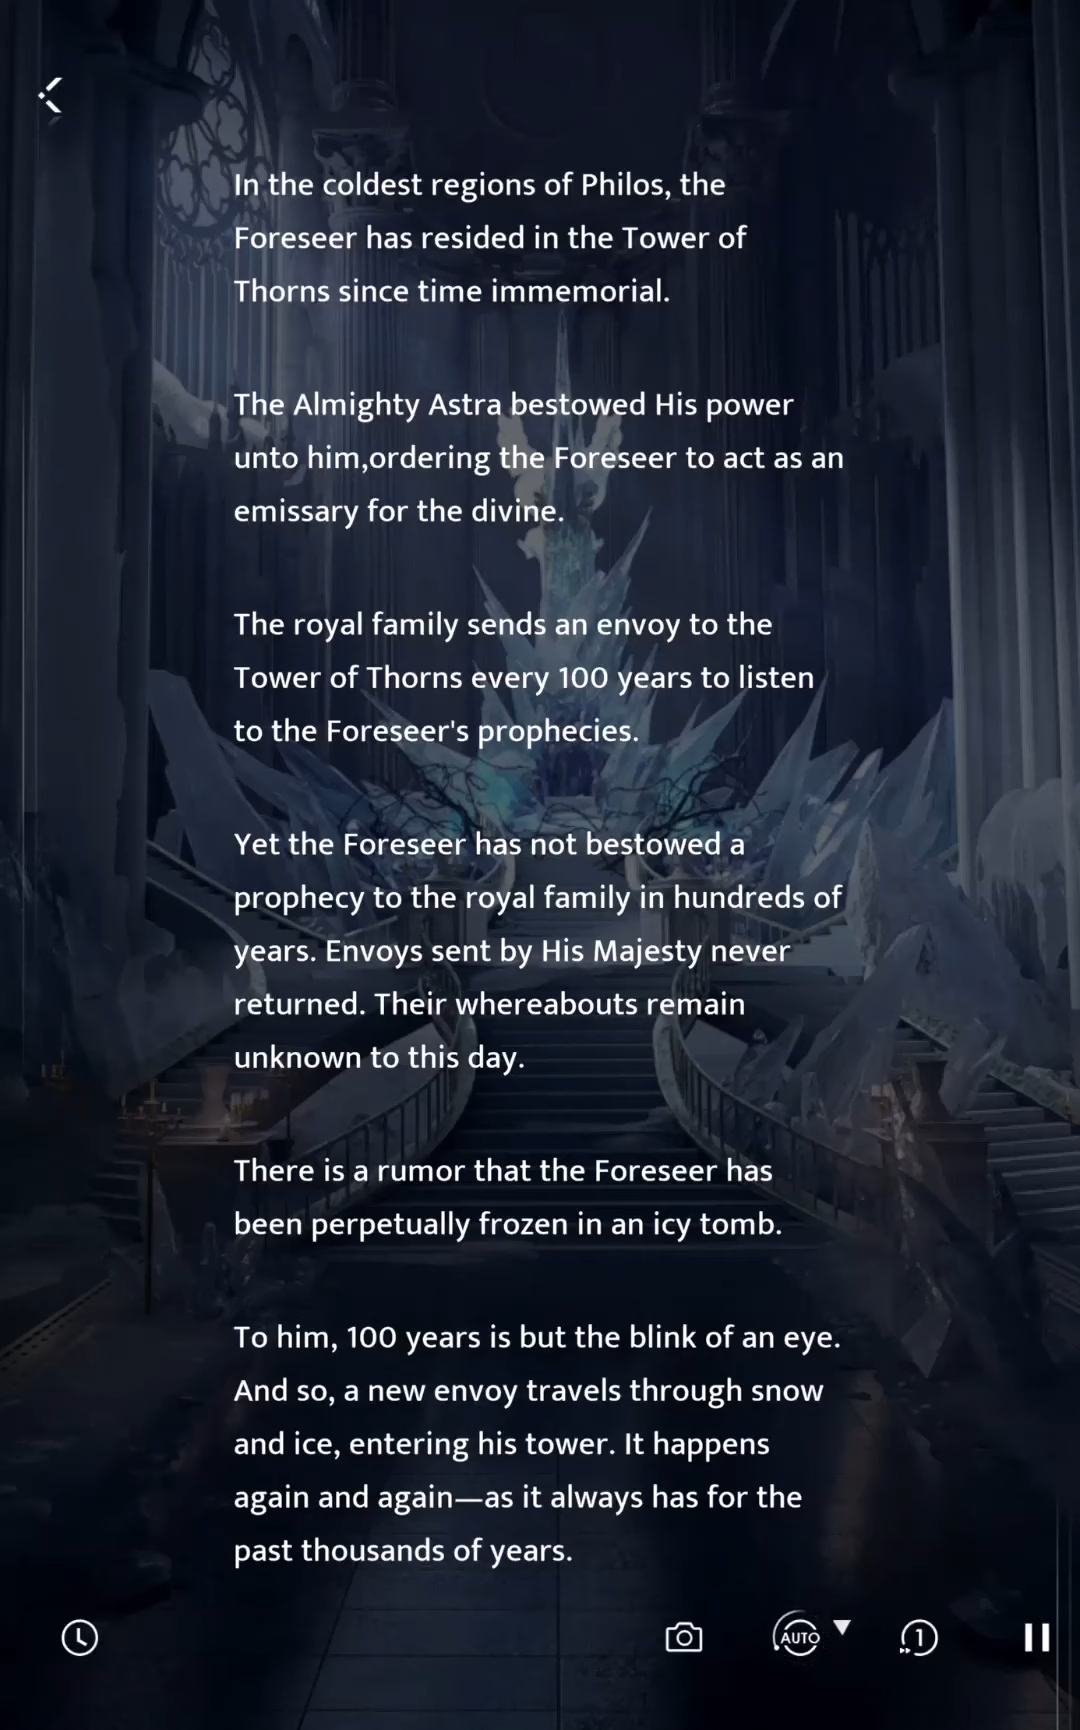 In the coldest regions of Philos, the
Foreseer has resided in the Tower of
Thorns since time immemorial.
The Almighty Astra bestowed His power
unto him,ordering the Foreseer to act as an
emissary for the divine.
The royal family sends an envoy to the
Tower of Thorns every 100 years to listen
to the Foreseer's prophecies.
Yet the Foreseer has not bestowed a
prophecy to the royal family in hundreds of
years. Envoys sent by His Majesty never
returned. Their whereabouts remain
unknown to this day.
There is a rumor that the Foreseer has
been perpetually frozen in an icy tomb.
To him, 100 years is but the blink of an eye.
And so, a new envoy travels through snow
and ice, entering his tower. It happens
again and again—as it always has for the
past thousands of years.
AUTO
1